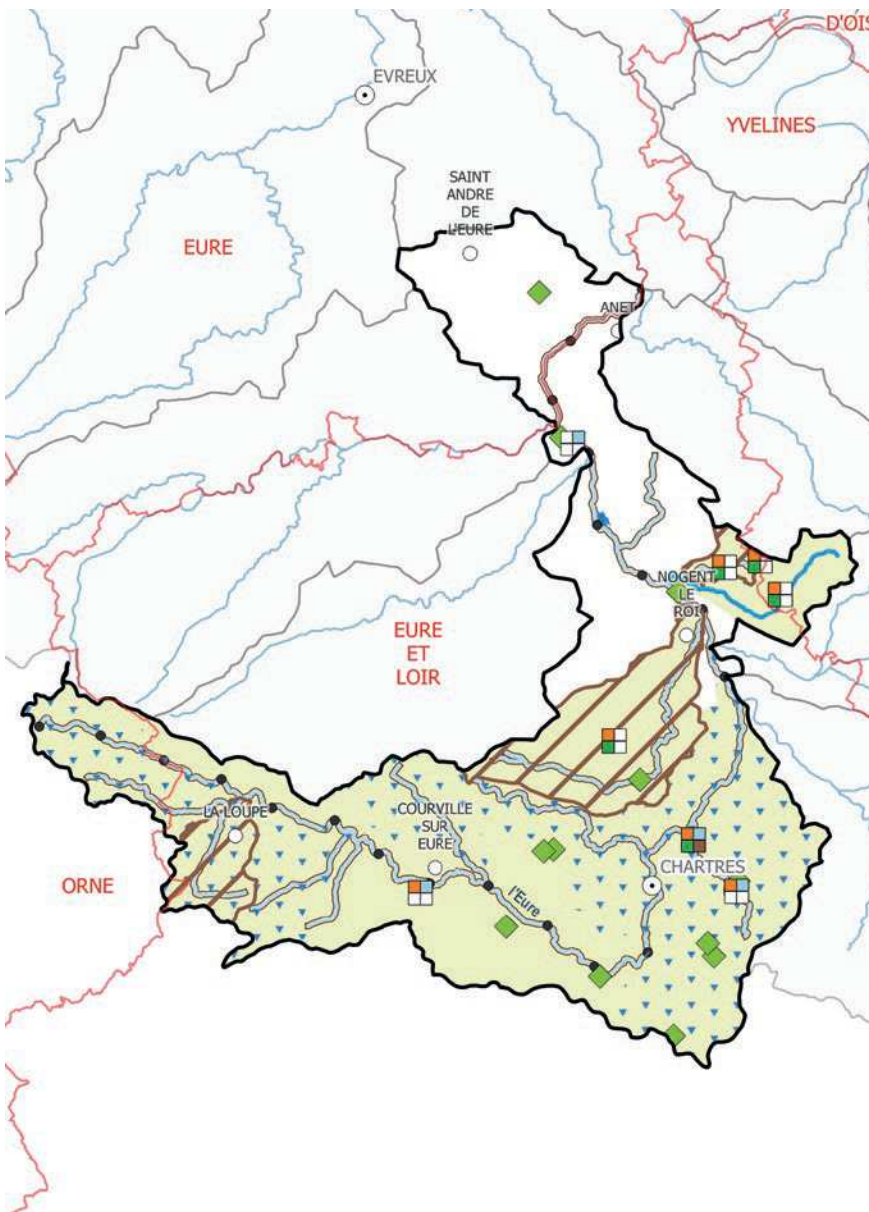 D'OIS
EVREUX
YVELINES
SAINT
ANDRE
DE
L'EURE
EURE
ANET
NOGENT
LE
ROI
EURE
ET
LOIR
LA LOUPE
COURVILLE
SUR
EURE
CHARTRES
ORNE
l'Eure